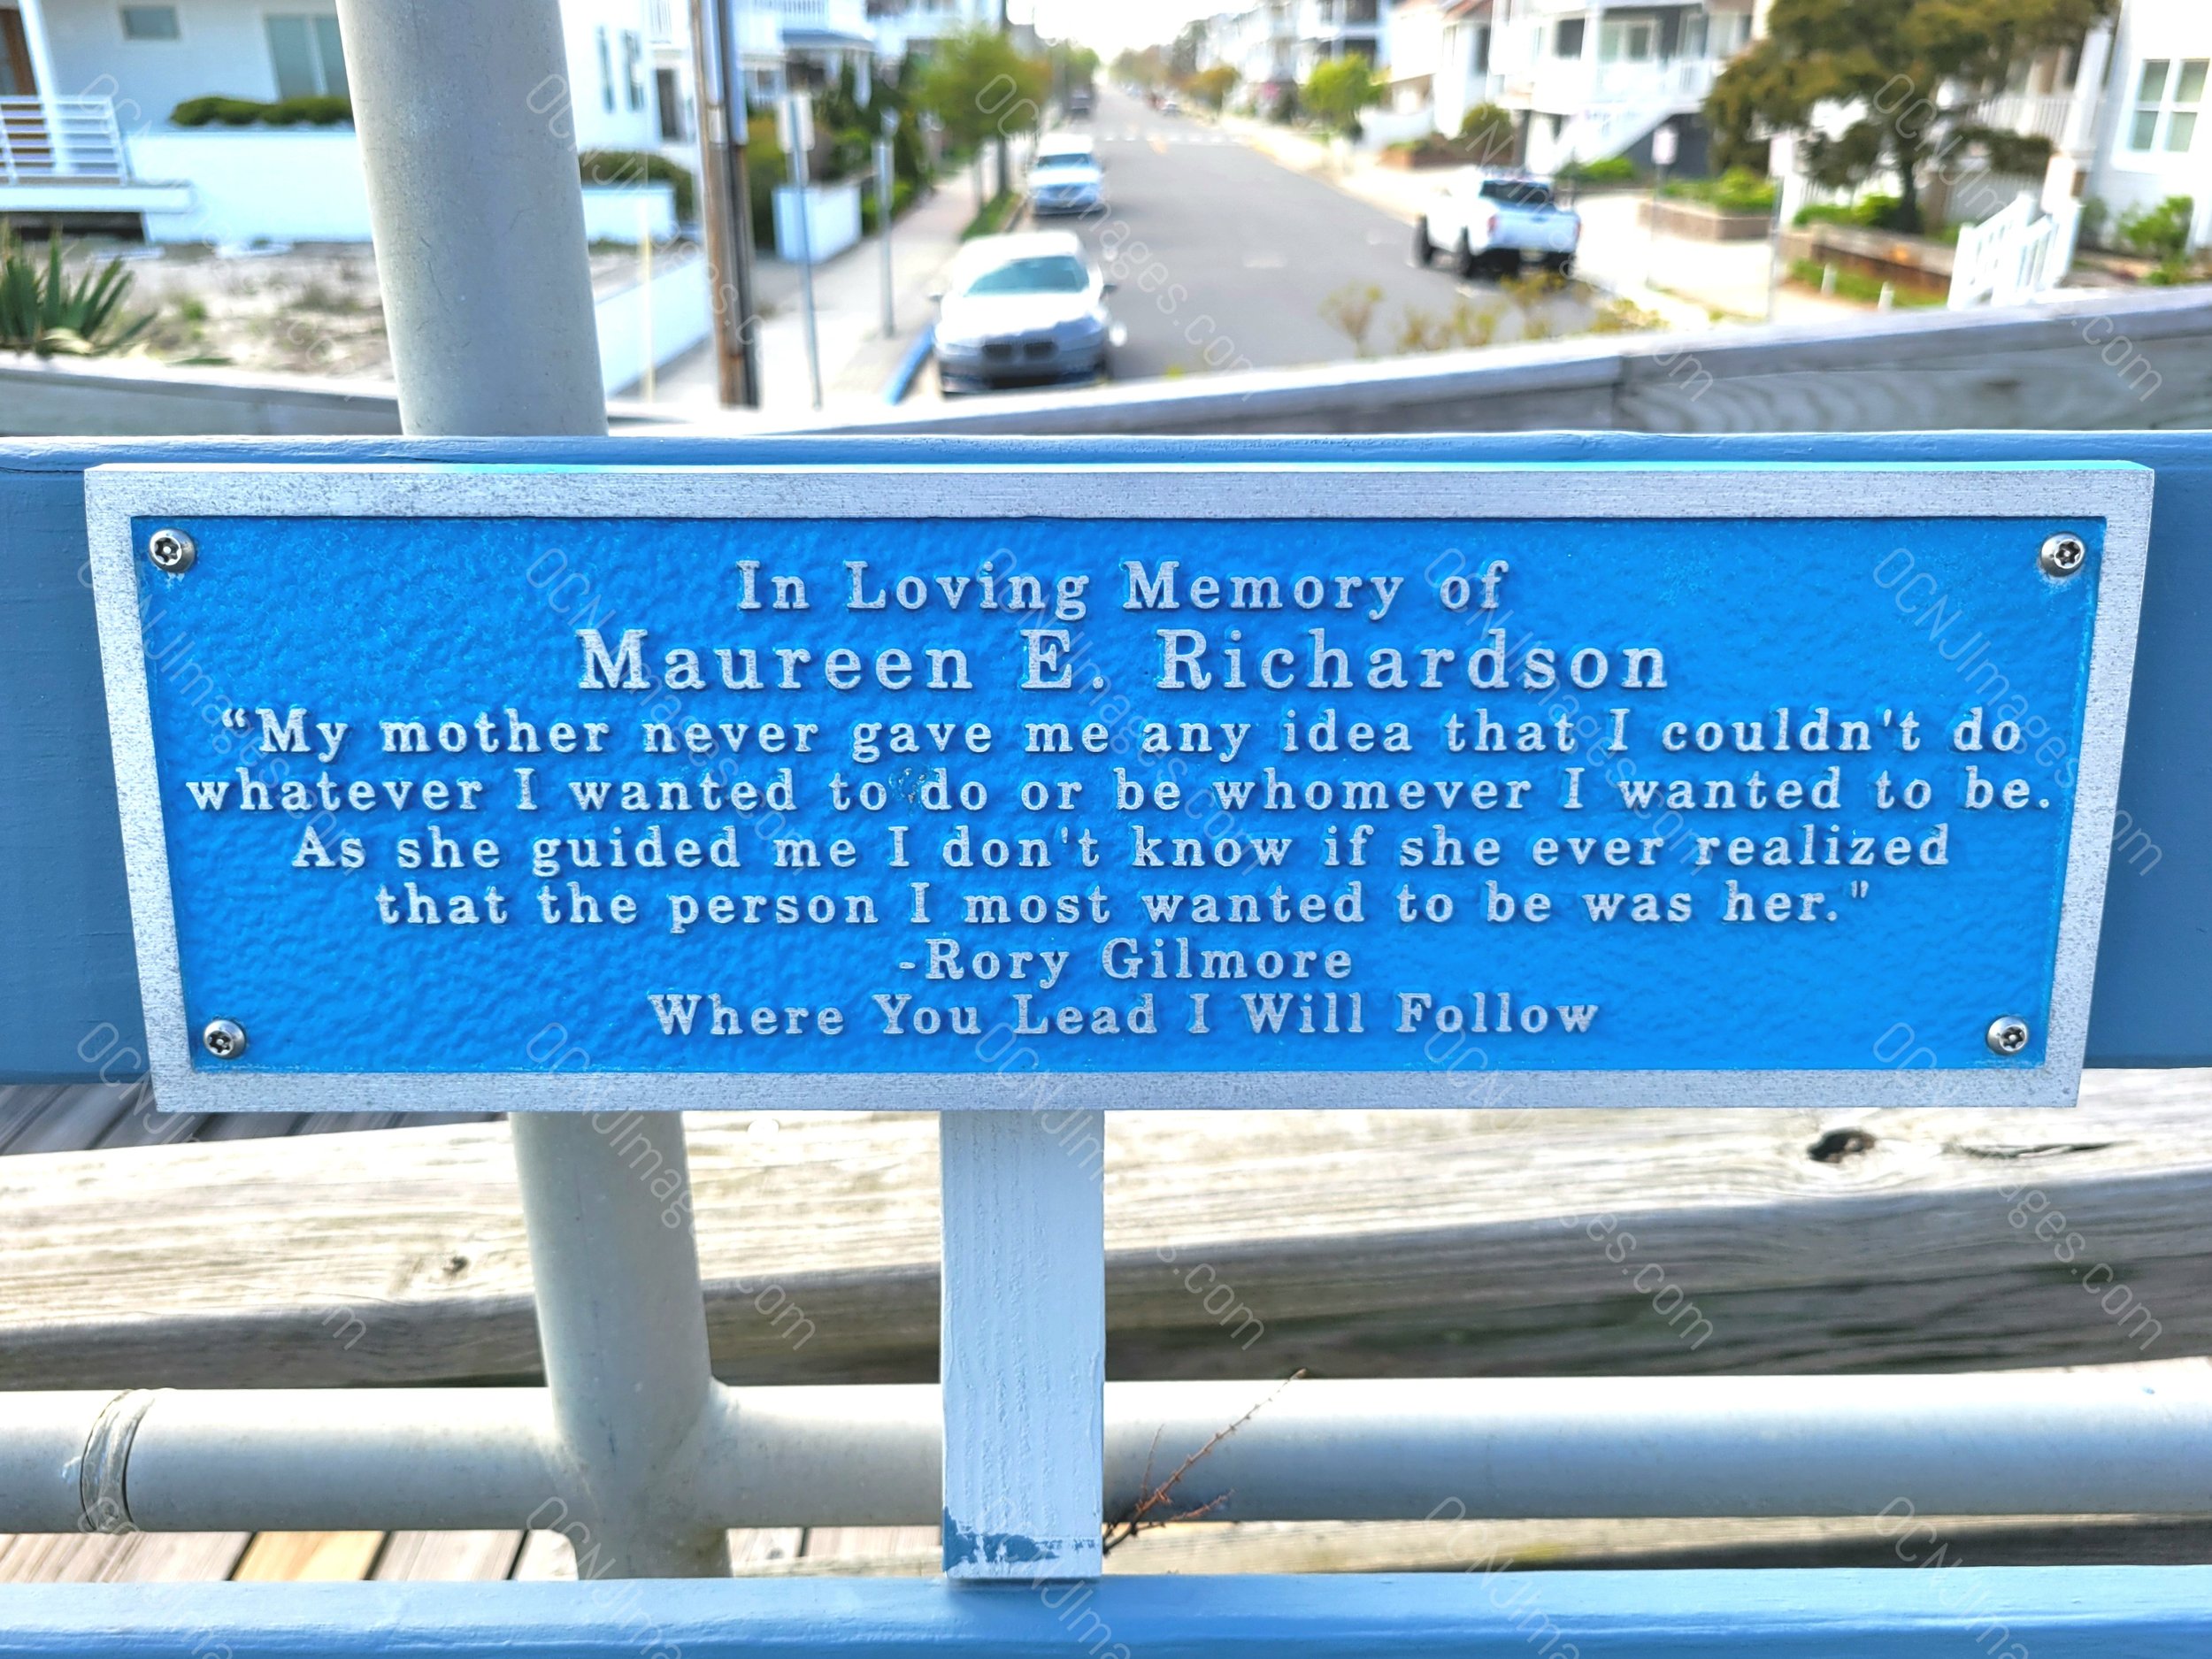 In Loving Memory of
Maureen E. Richardson
“My mother never gave me any idea that I couldn't do
whatever I wanted to do or be whomever I wanted to be.
As she guided me I don't know if she ever realized
that the person I most wanted to be was her."
-Rory Gilmore
Where You Lead I Will Follow
OCNJImages.com